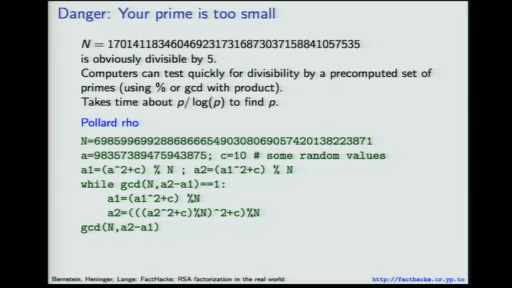 Danger: Your prime is too small
N = 1701411834604692317316873037158841057535
is obviously divisible by 5.
Computers can test quickly for divisibility by a precomputed set of
primes (using % or gcd with product).
Takes time about p/log(p) to find p.
Pollard rho
N=698599699288686665490308069057420138223871
a=98357389475943875; c=10 # some random values
a1=(a^2+c) % N ; a2=(a1^2+c) % N
while gcd(N,a2-a1)==1:
a1=(a1^2+c) %N
a2=(((a2^2+c)%N)^2+c)%N
gcd(N,a2-a1)
Bernstein, Heninger, Lange: FactHacks: RSA factorization in the real world
http://facthacks.cr.yp.to